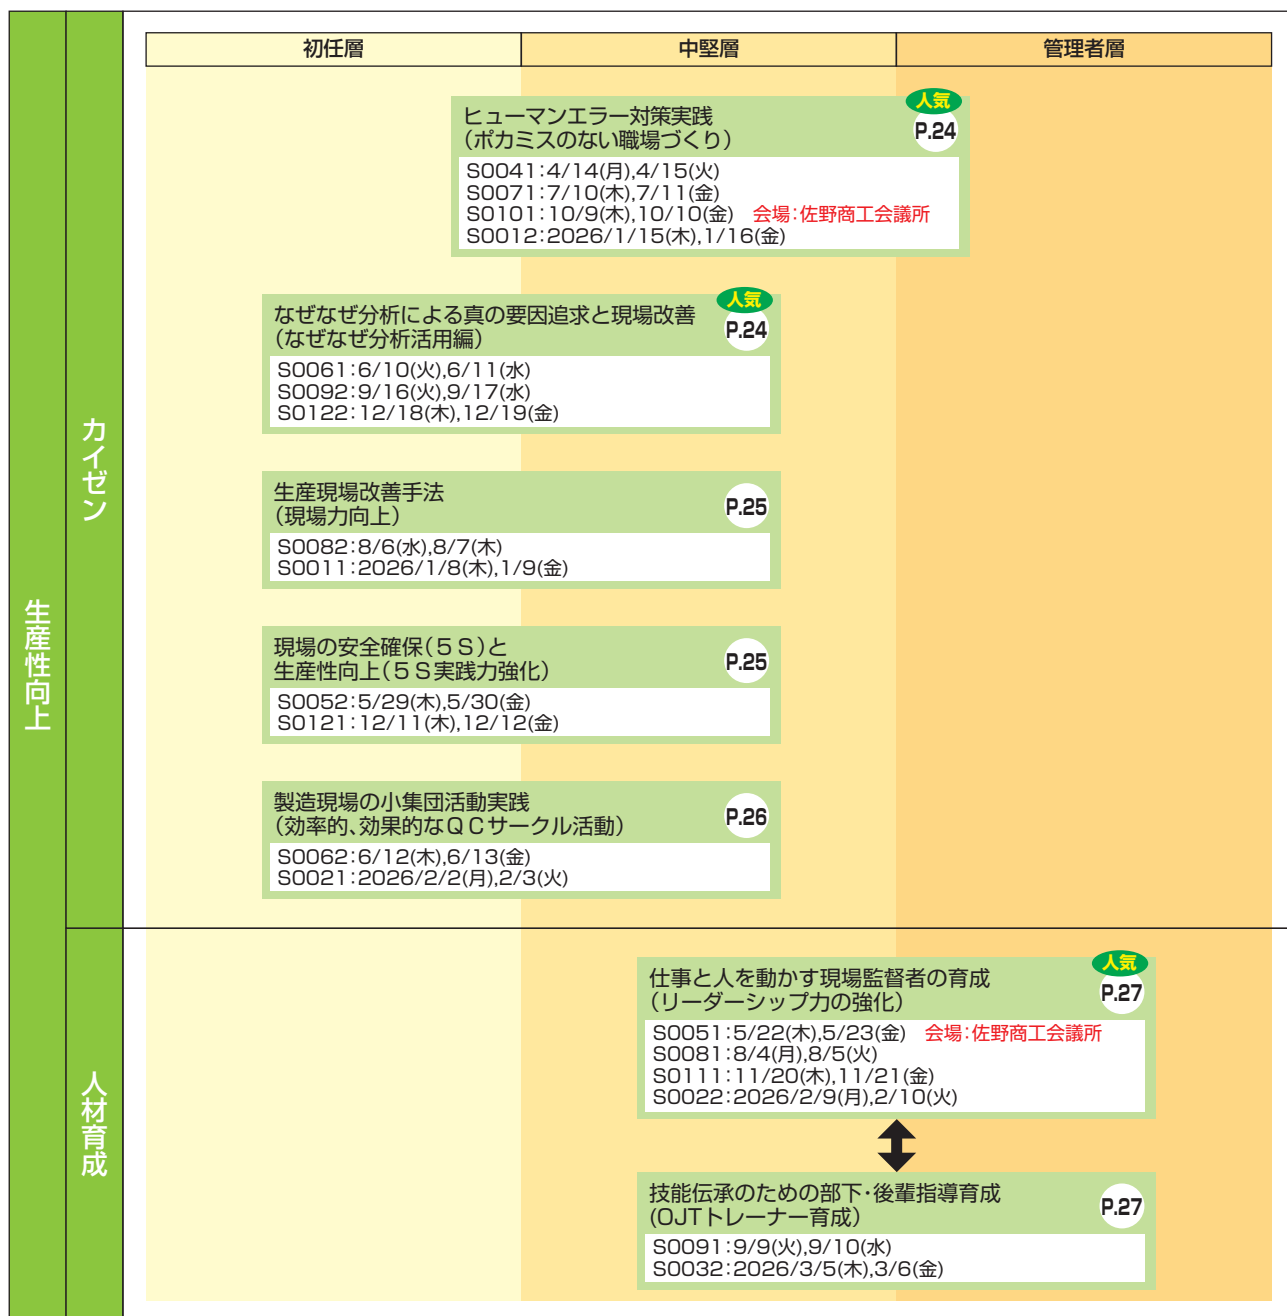 生産性向上
カイゼン
初任層
中堅層
管理者層
ヒューマンエラー対策実践
（ポカミスのない職場づくり）
人気
P.24
S0041：4/14(月),4/15(火)
S0071：7/10(木),7/11(金)
S0101：10/9(木),10/10(金)　会場：佐野商工会議所
S0012：2026/1/15(木),1/16(金)
なぜなぜ分析による真の要因追求と現場改善
（なぜなぜ分析活用編）
人気
P.24
S0061：6/10(火),6/11(水)
S0092：9/16(火),9/17(水)
S0122：12/18(木),12/19(金)
生産現場改善手法
（現場力向上）
P.25
S0082：8/6(水),8/7(木)
S0011：2026/1/8(木),1/9(金)
現場の安全確保（５Ｓ）と
生産性向上（５Ｓ実践力強化）
P.25
S0052：5/29(木),5/30(金)
S0121：12/11(木),12/12(金)
製造現場の小集団活動実践
（効率的、効果的なＱＣサークル活動）
P.26
S0062：6/12(木),6/13(金)
S0021：2026/2/2(月),2/3(火)
人材育成
仕事と人を動かす現場監督者の育成
（リーダーシップ力の強化）
人気
P.27
S0051：5/22(木),5/23(金)　会場：佐野商工会議所
S0081：8/4(月),8/5(火)
S0111：11/20(木),11/21(金)
S0022：2026/2/9(月),2/10(火)
技能伝承のための部下・後輩指導育成
(OJTトレーナー育成）
P.27
S0091：9/9(火),9/10(水)
S0032：2026/3/5(木),3/6(金)